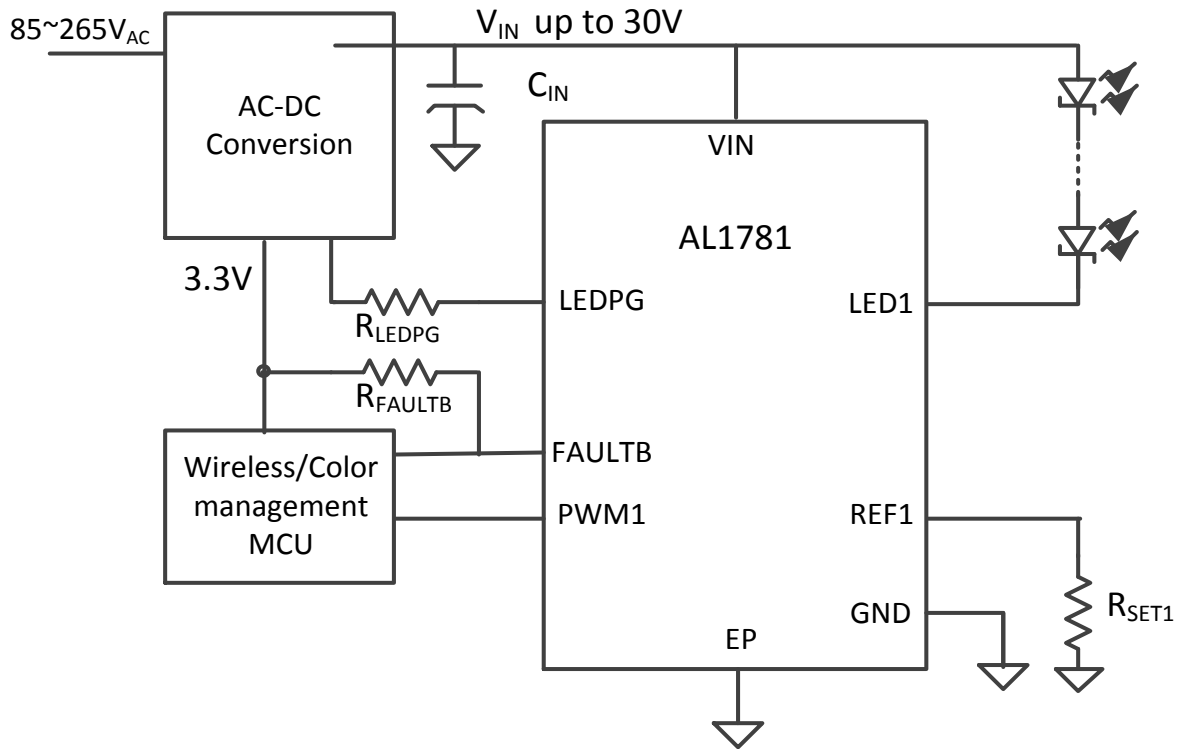 85~265VAC
VIN up to 30V
CIN
AC-DC
Conversion
VIN
AL1781
3.3V
LEDPG
LED1
RLEDPG
RFAULTB
FAULTB
Wireless/Color
management
MCU
PWM1
REF1
GND
RSET1
EP